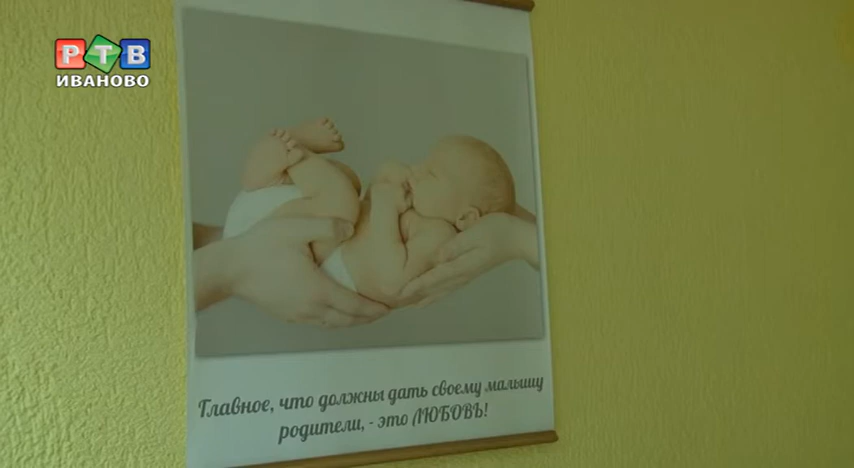 РТВ
ИВАНОВО
Главное, что должны дать своему малышу
родители, - это ЛЮБОВЬ!